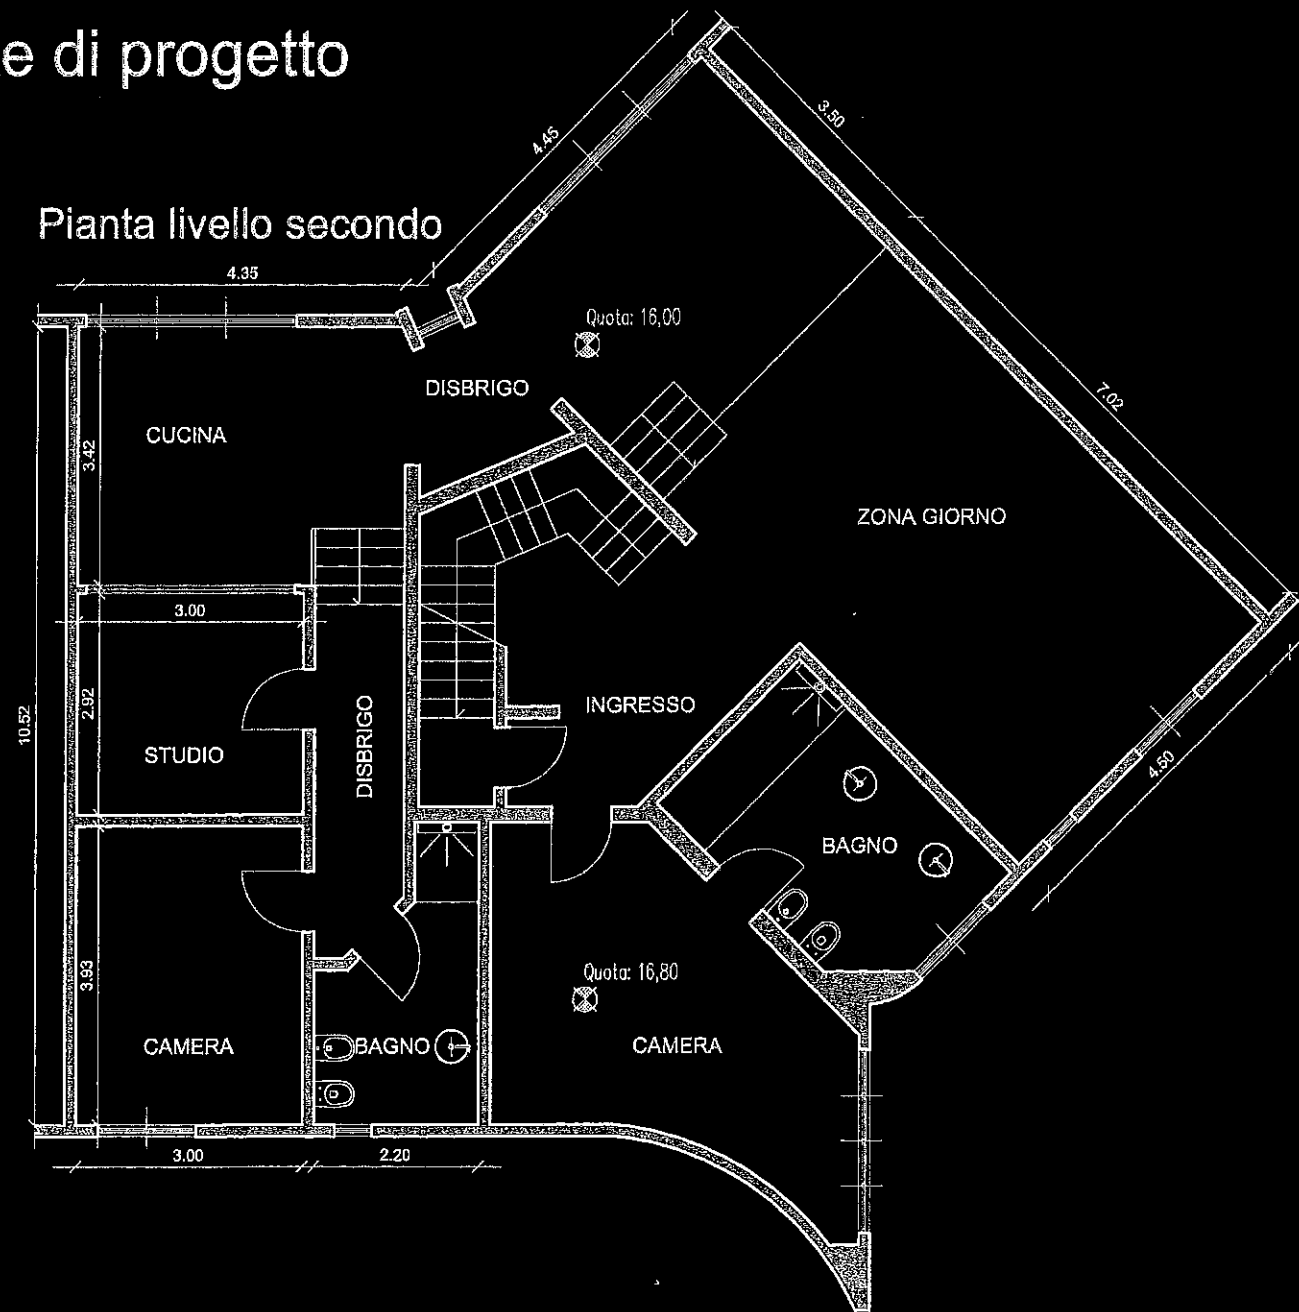 e di progetto
Pianta livello secondo
4.45
3.50
4.35
Quota: 16,00
DISBRIGO
7.02
CUCINA
3.42
ZONA GIORNO
3.00
10.52
2.92
INGRESSO
DISBRIGO
STUDIO
4.50
BAGNO
3.93
Quota: 16,80
CAMERA
BAGNO
CAMERA
3.00
2.20